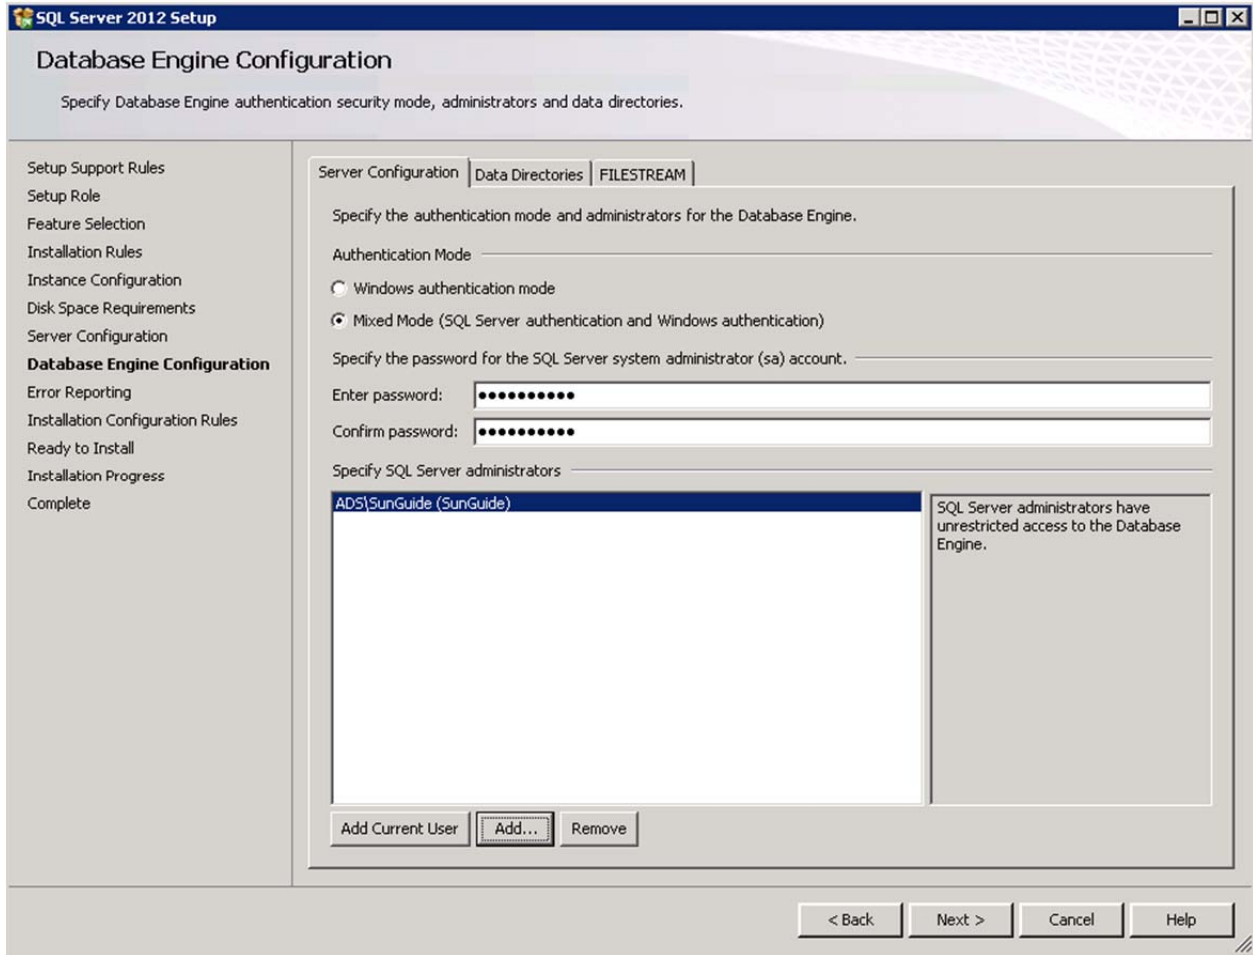 SQL Server 2012 Setup
Database Engine Configuration
Specify Database Engine authentication security mode, administrators and data directories.
Setup Support Rules
Setup Role
Feature Selection
Installation Rules
Instance Configuration
Disk Space Requirements
Server Configuration
Database Engine Configuration
Error Reporting
Installation Configuration Rules
Ready to Install
Installation Progress
Complete
Server Configuration Data Directories FILESTREAM
Specify the authentication mode and administrators for the Database Engine.
Authentication Mode
Windows authentication mode
Mixed Mode (SQL Server authentication and Windows authentication)
Specify the password for the SQL Server system administrator (sa) account.
Enter password: ●●●●●●●●●●
Confirm password: ●●●●●●●●●●
Specify SQL Server administrators
ADS\SunGuide (SunGuide)
SQL Server administrators have
unrestricted access to the Database
Engine.
Add Current User Add... Remove
< Back Next > Cancel Help